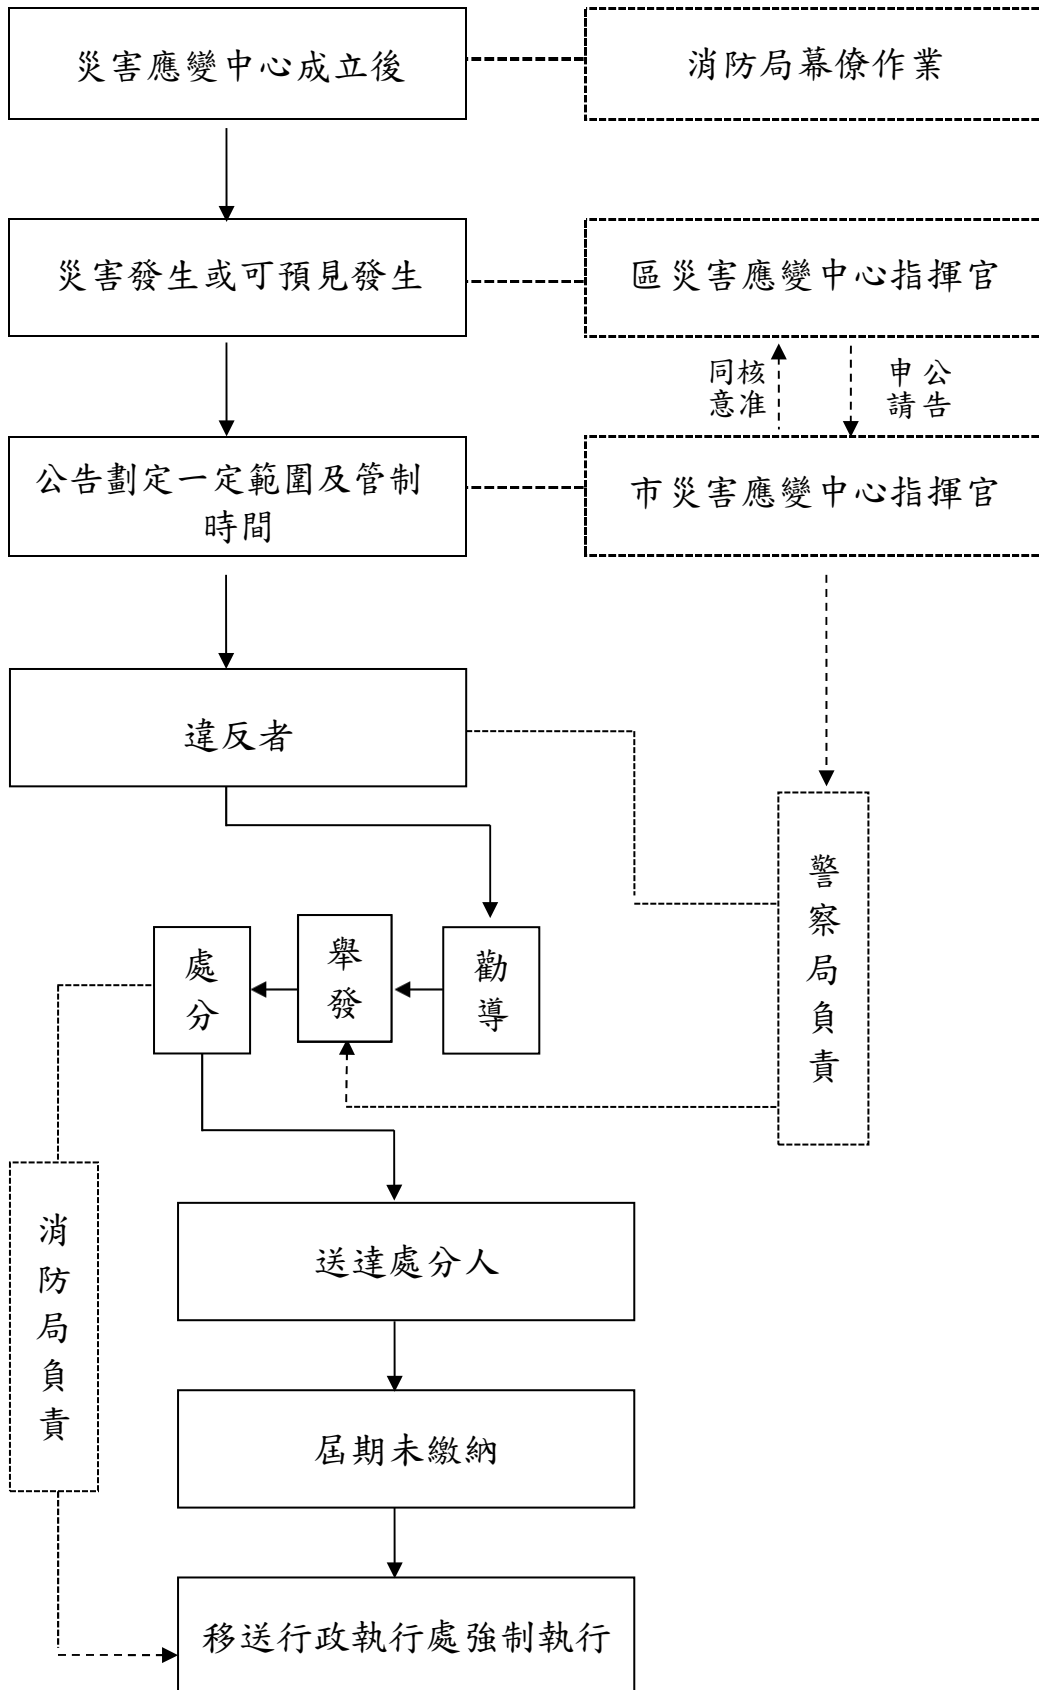 災害應變中心成立後
消防局幕僚作業
災害發生或可預見發生
區災害應變中心指揮官
同核
意准
申公
請告
公告劃定一定範圍及管制
時間
市災害應變中心指揮官
違反者
警察局負責
處分
舉發
勸導
消防局負責
送達處分人
屆期未繳納
移送行政執行處強制執行